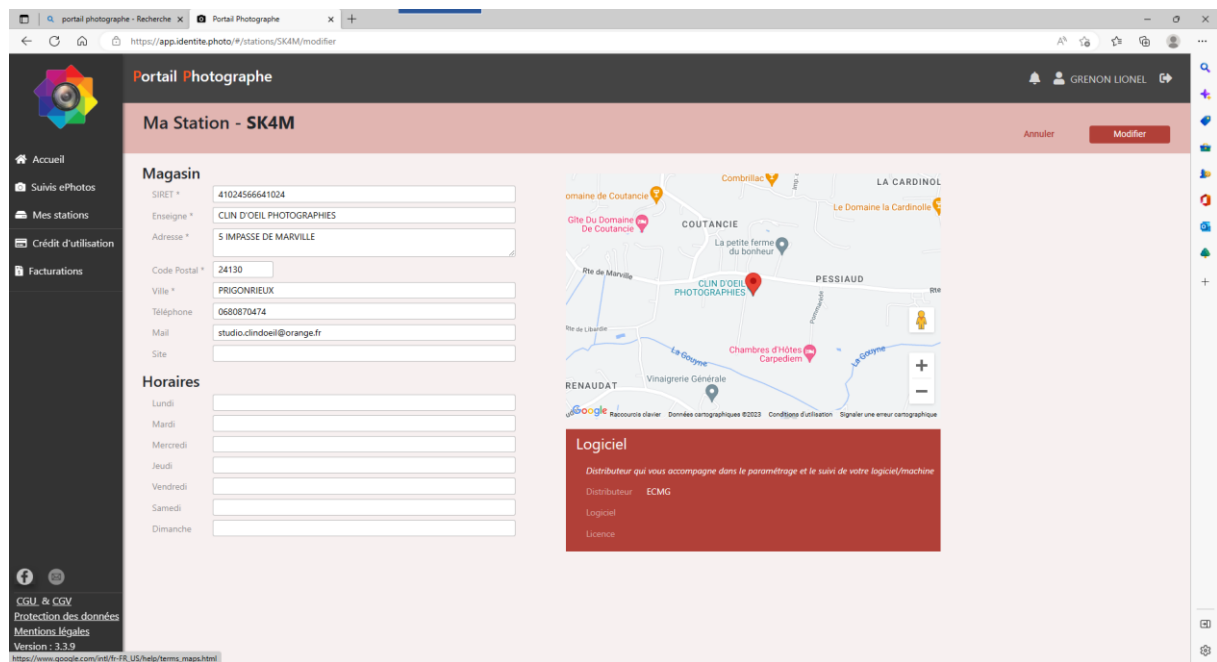 portail photographe - Recherche
Portail Photographe
https://app.identite.photo/#/stations/SK4M/modifier
Portail Photographe
GRENON LIONEL
Ma Station - SK4M
Annuler
Modifier
Accueil
Suivis ePhotos
Mes stations
Crédit d'utilisation
Facturations
Magasin
SIRET * 41024566641024
Enseigne * CLIN D'OEIL PHOTOGRAPHIES
Adresse * 5 IMPASSE DE MARVILLE
Code Postal * 24130
Ville * PRIGONRIEUX
Téléphone 0680870474
Mail studio.clindoeil@orange.fr
Site
Horaires
Lundi
Mardi
Mercredi
Jeudi
Vendredi
Samedi
Dimanche
Combrillac
LA CARDINOL
omaine de Coutancie
Le Domaine la Cardinolle
Gîte Du Domaine
De Coutancie
COUTANCIE
La petite ferme
du bonheur
Rte de Marville
PESSIAUD
CLIN D'OEIL
PHOTOGRAPHIES
Rte
Pommarède
Rte de Libardie
La Gouyne
Chambres d'Hôtes
Carpediem
La Gouyne
RENAUDAT
Vinaigrerie Générale
Google
Raccourcis clavier
Données cartographiques ©2023
Conditions d'utilisation
Signaler une erreur cartographique
Logiciel
Distributeur qui vous accompagne dans le paramétrage et le suivi de votre logiciel/machine
Distributeur ECMG
Logiciel
Licence
CGU & CGV
Protection des données
Mentions légales
Version : 3.3.9
https://www.google.com/intl/fr-FR_US/help/terms_maps.html